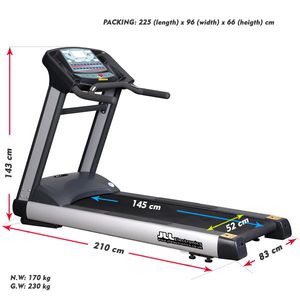 PACKING: 225 (length) x 96 (width) x 66 (heigth) cm
143 cm
145 cm
52 cm
210 cm
83 cm
JLL
N.W: 170 kg
G.W: 230 kg